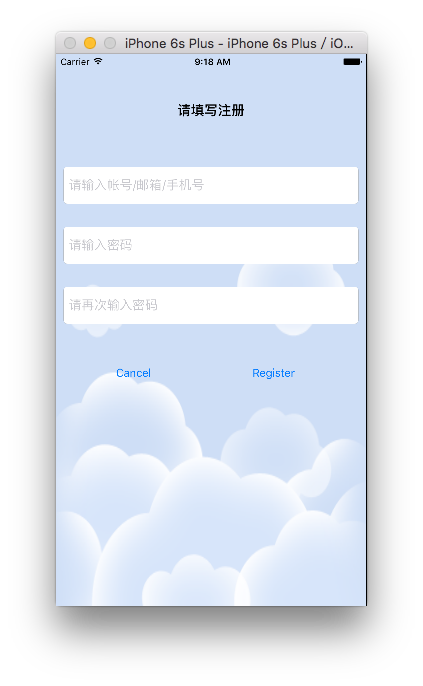 iPhone 6s Plus - iPhone 6s Plus / iO...
Carrier 9:18 AM
请填写注册
请输入帐号/邮箱/手机号
请输入密码
请再次输入密码
Cancel Register